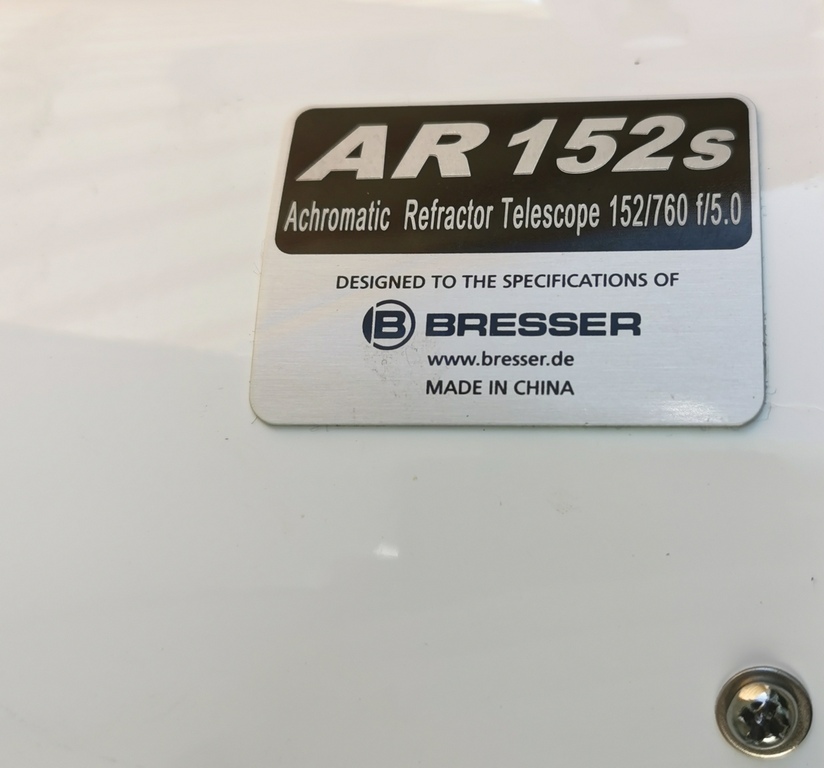 AR 152s
Achromatic Refractor Telescope 152/760 f/5.0
DESIGNED TO THE SPECIFICATIONS OF
B BRESSER
www.bresser.de
MADE IN CHINA